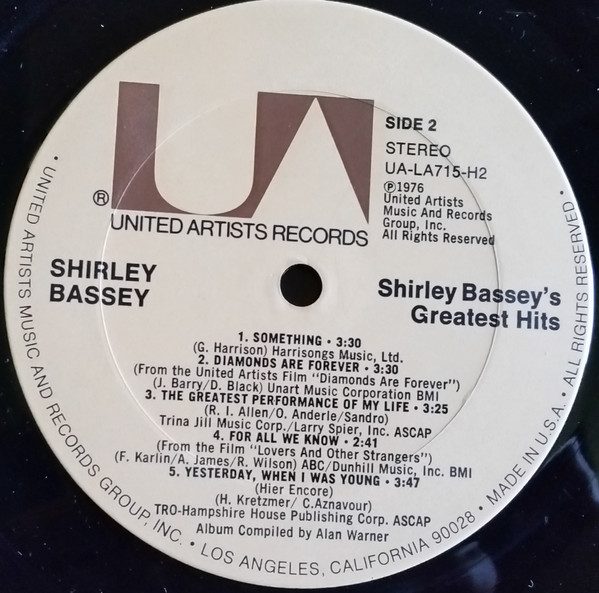 UA
®
UNITED ARTISTS RECORDS
SIDE 2
STEREO
UA-LA715-H2
℗1976
United Artists
Music And Records
Group, Inc.
All Rights Reserved
SHIRLEY
BASSEY
Shirley Bassey's
Greatest Hits
1. SOMETHING • 3:30
(G. Harrison) Harrisongs Music, Ltd.
2. DIAMONDS ARE FOREVER • 3:30
(From the United Artists Film "Diamonds Are Forever")
(J. Barry/D. Black) Unart Music Corporation BMI
3. THE GREATEST PERFORMANCE OF MY LIFE • 3:25
(R. I. Allen/O. Anderle/Sandro)
Trina Jill Music Corp./Larry Spier, Inc. ASCAP
4. FOR ALL WE KNOW • 2:41
(From the Film "Lovers And Other Strangers")
(F. Karlin/A. James/R. Wilson) ABC/Dunhill Music, Inc. BMI
5. YESTERDAY, WHEN I WAS YOUNG • 3:47
(Hier Encore)
(H. Kretzmer/ C. Aznavour)
TRO-Hampshire House Publishing Corp. ASCAP
Album Compiled by Alan Warner
• UNITED ARTISTS MUSIC AND RECORDS GROUP, INC. • LOS ANGELES, CALIFORNIA 90028 • MADE IN U.S.A. • ALL RIGHTS RESERVED •